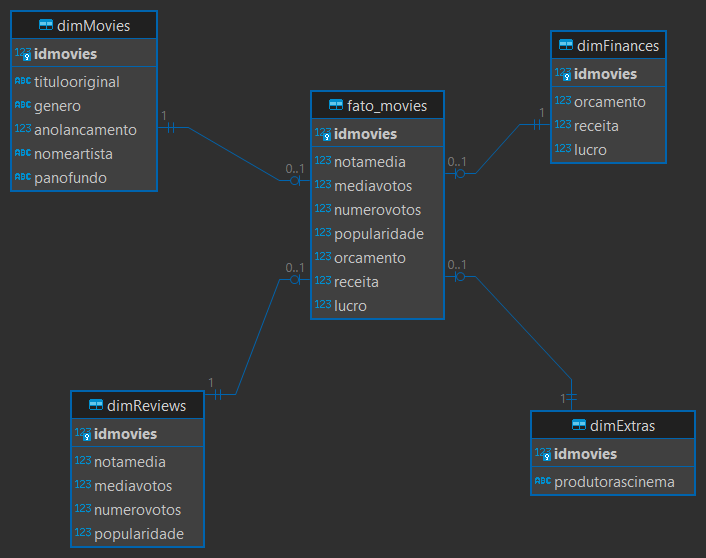 dimMovies
123 idmovies
ABC titulooriginal
ABC genero
123 anolancamento
ABC nomeartista
ABC panofundo
1
0..1
fato_movies
123 idmovies
123 notamedia
123 mediavotos
123 numerovotos
123 popularidade
123 orcamento
123 receita
123 lucro
dimFinances
123 idmovies
123 orcamento
123 receita
123 lucro
1
0..1
0..1
0..1
1
dimReviews
123 idmovies
123 notamedia
123 mediavotos
123 numerovotos
123 popularidade
1
dimExtras
123 idmovies
ABC produtorascinema